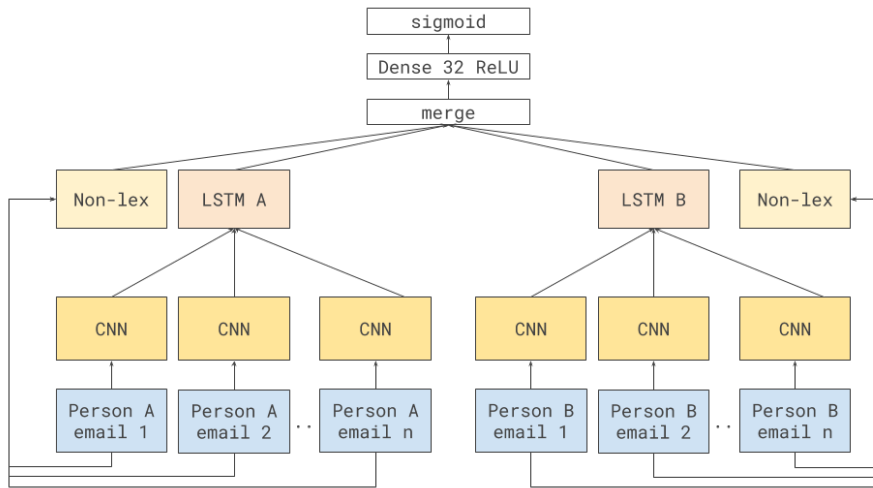 sigmoid
Dense 32 ReLU
merge
Non-lex
LSTM A
LSTM B
Non-lex
CNN
CNN
CNN
CNN
CNN
CNN
Person A
email 1
Person A
email 2
..
Person A
email n
Person B
email 1
Person B
email 2
..
Person B
email n